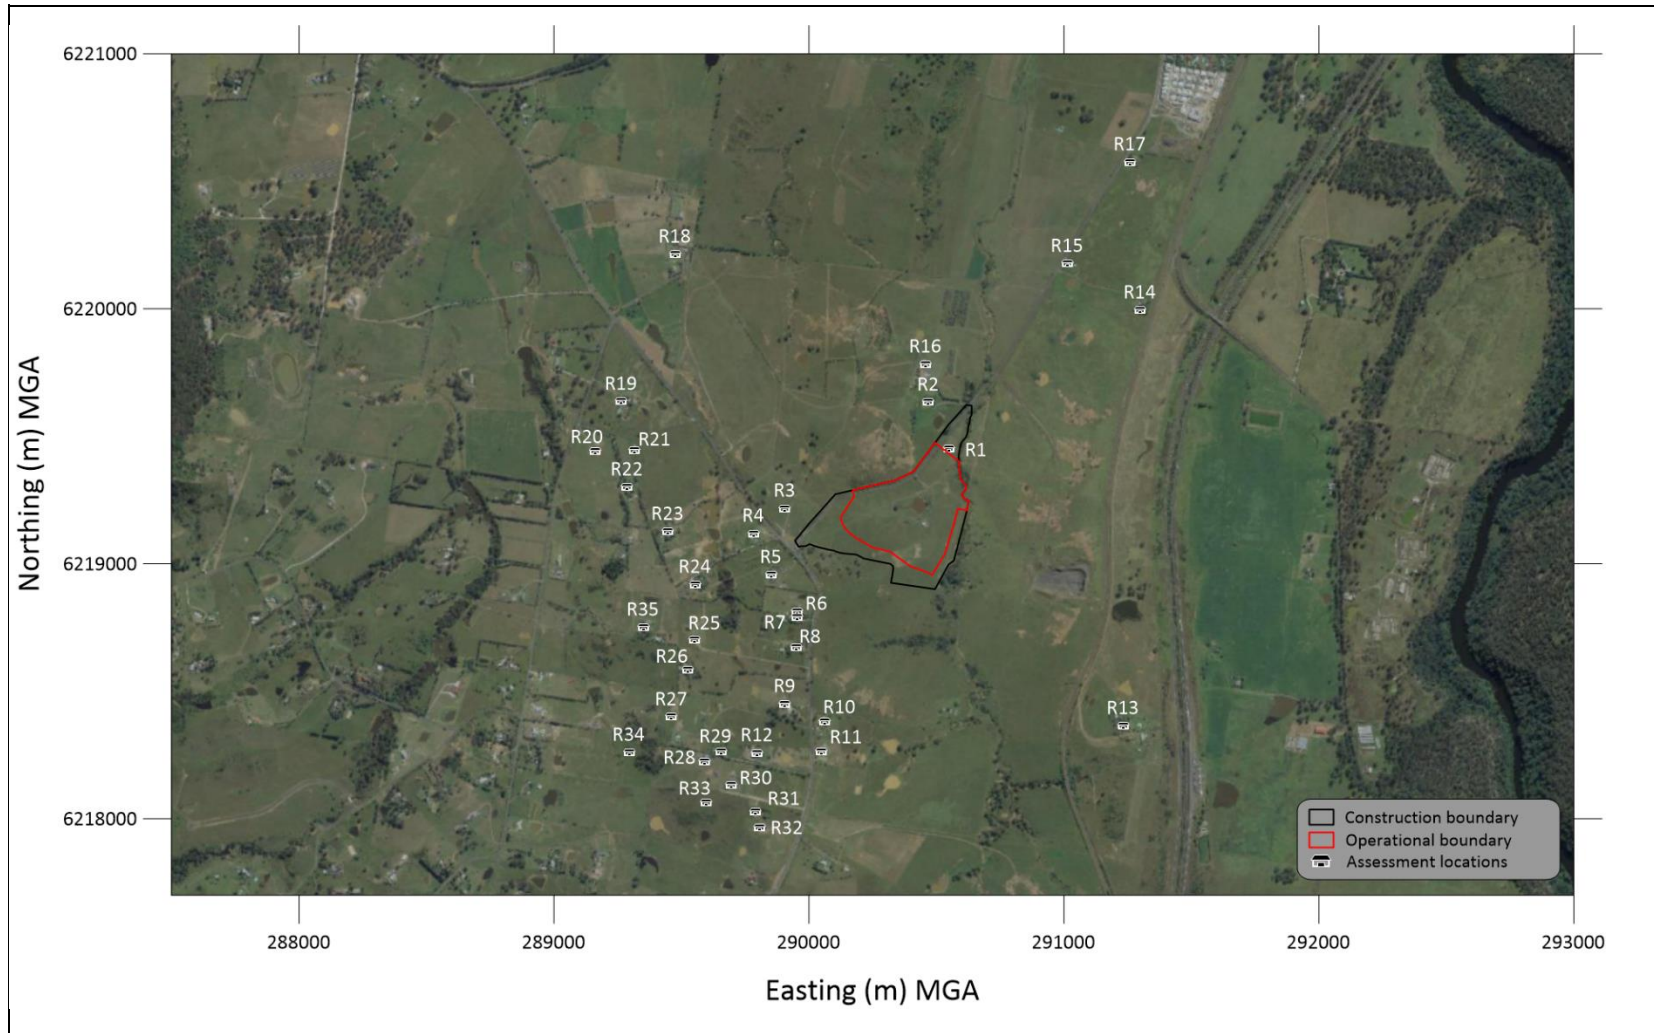 6221000
R17
R18
R15
6220000
R14
R16
R19
R2
R20
R21
R1
R22
R3
R23
R4
Northing (m) MGA
6219000
R5
R24
R35
R6
R25
R7
R8
R26
R9
R27
R10
R13
R34
R29
R12
R11
R28
R30
R33
R31
6218000
R32
Construction boundary
Operational boundary
Assessment locations
288000
289000
290000
291000
292000
293000
Easting (m) MGA